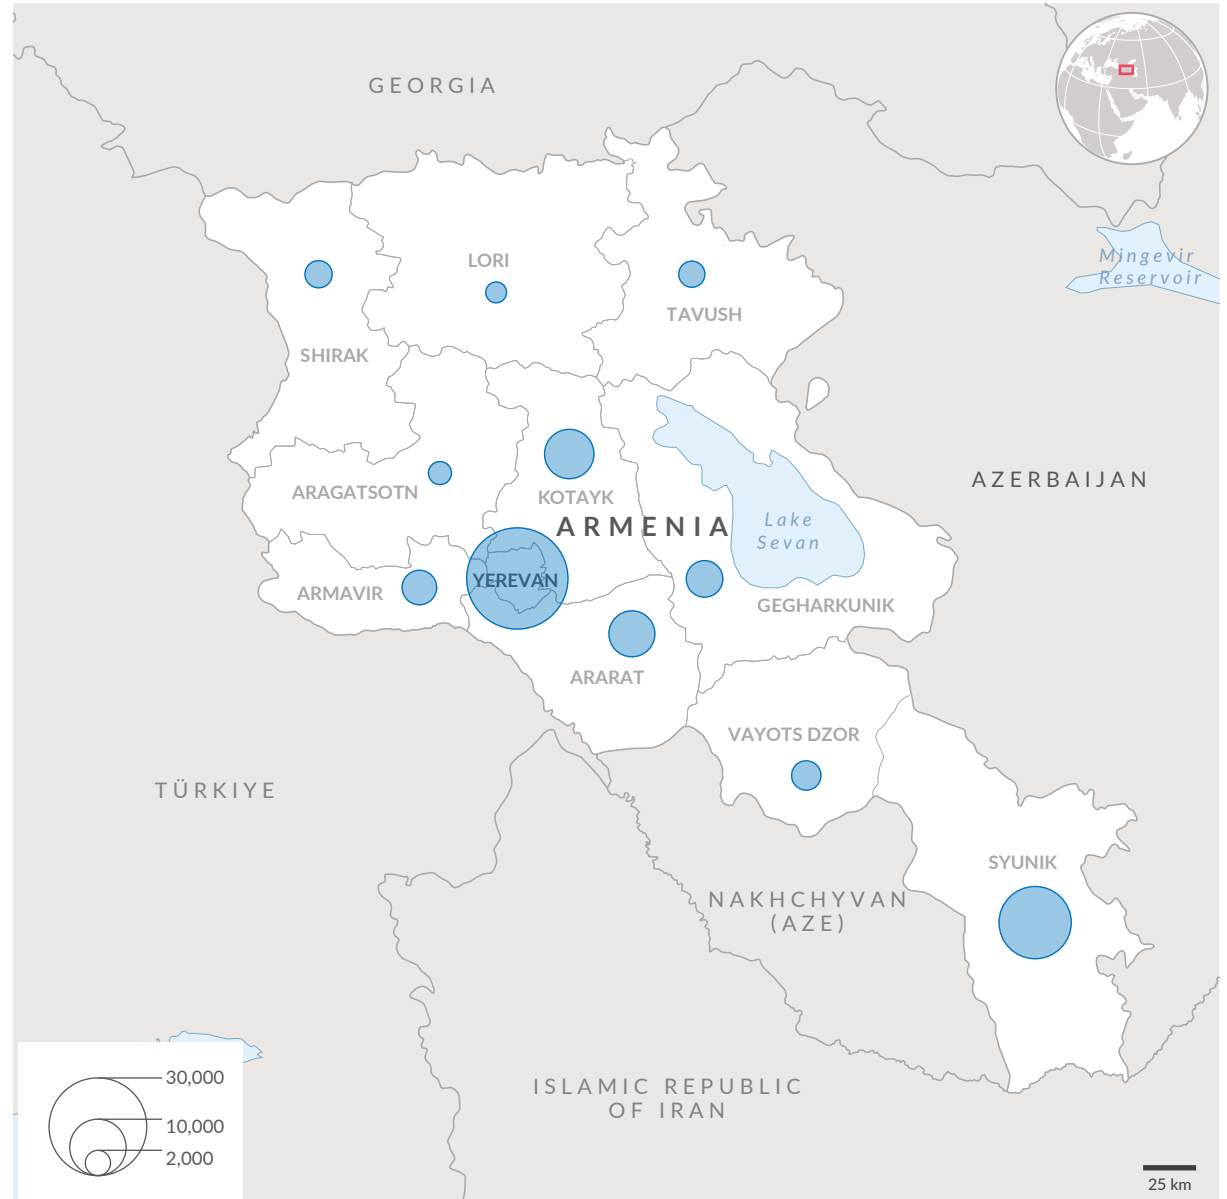 GEORGIA
Mingevir
Reservoir
LORI
TAVUSH
SHIRAK
AZERBAIJAN
ARAGATSOTN
KOTAYK
ARMENIA
Lake
Sevan
YEREVAN
ARMAVIR
GEGHARKUNIK
ARARAT
VAYOTS DZOR
TÜRKIYE
SYUNIK
NAKHCHYVAN
(AZE)
ISLAMIC REPUBLIC
OF IRAN
30,000
10,000
2,000
25 km